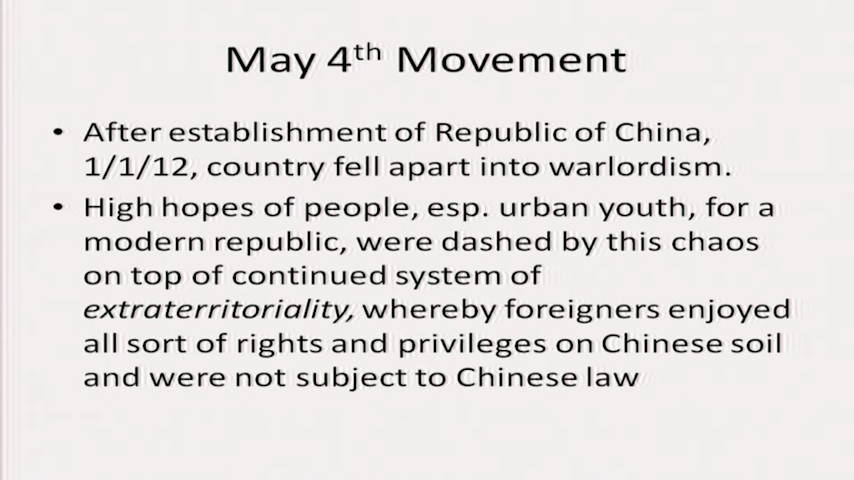 May 4th Movement
• After establishment of Republic of China,
1/1/12, country fell apart into warlordism.
• High hopes of people, esp. urban youth, for a
modern republic, were dashed by this chaos
on top of continued system of
extraterritoriality, whereby foreigners enjoyed
all sort of rights and privileges on Chinese soil
and were not subject to Chinese law